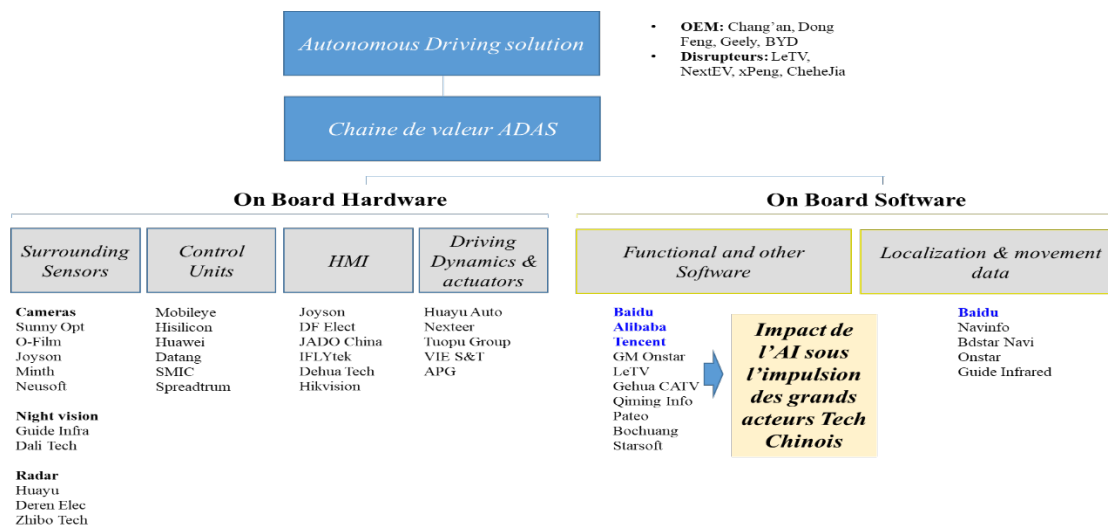 Autonomous Driving solution
• OEM: Chang’an, Dong
Feng, Geely, BYD
• Disrupteurs: LeTV,
NextEV, xPeng, CheheJia
Chaine de valeur ADAS
On Board Hardware
On Board Software
Surrounding
Sensors
Control
Units
HMI
Driving
Dynamics &
actuators
Functional and other
Software
Localization & movement
data
Cameras
Sunny Opt
O-Film
Joyson
Minth
Neusoft
Night vision
Guide Infra
Dali Tech
Radar
Huayu
Deren Elec
Zhibo Tech
Mobileye
Hisilicon
Huawei
Datang
SMIC
Spreadtrum
Joyson
DF Elect
JADO China
IFLYtek
Dehua Tech
Hikvision
Huayu Auto
Nexteer
Tuopu Group
VIE S&T
APG
Baidu
Alibaba
Tencent
GM Onstar
LeTV
Gehua CATV
Qiming Info
Pateo
Bochuang
Starsoft
Impact de
l’AI sous
l’impulsion
des grands
acteurs Tech
Chinois
Baidu
Navinfo
Bdstar Navi
Onstar
Guide Infrared